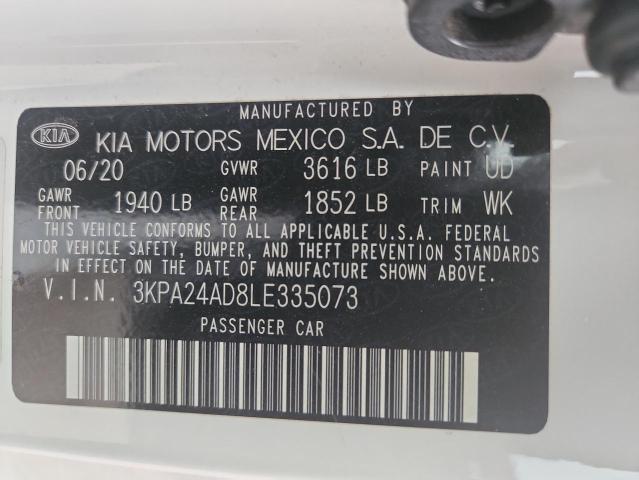 MANUFACTURED BY
KIA KIA MOTORS MEXICO S.A. DE C.V.
06/20 GVWR 3616 LB PAINT UD
GAWR FRONT 1940 LB GAWR REAR 1852 LB TRIM WK
THIS VEHICLE CONFORMS TO ALL APPLICABLE U.S.A. FEDERAL
MOTOR VEHICLE SAFETY, BUMPER, AND THEFT PREVENTION STANDARDS
IN EFFECT ON THE DATE OF MANUFACTURE SHOWN ABOVE.
V.I.N. 3KPA24AD8LE335073
PASSENGER CAR